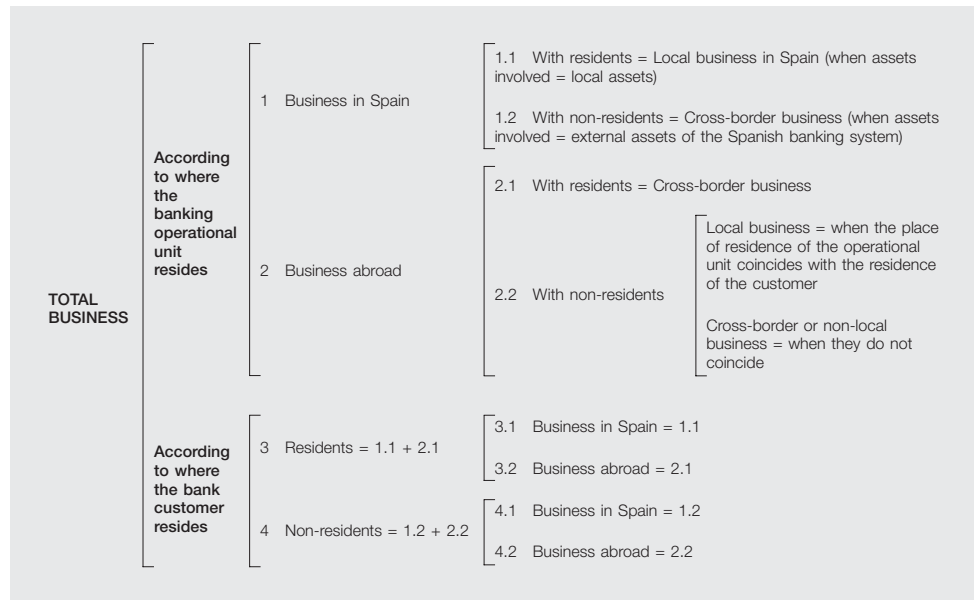 TOTAL
BUSINESS
According
to where
the
banking
operational
unit
resides
1 Business in Spain
1.1 With residents = Local business in Spain (when assets
involved = local assets)
1.2 With non-residents = Cross-border business (when assets
involved = external assets of the Spanish banking system)
2 Business abroad
2.1 With residents = Cross-border business
2.2 With non-residents
Local business = when the place
of residence of the operational
unit coincides with the residence
of the customer
Cross-border or non-local
business = when they do not
coincide
According
to where
the bank
customer
resides
3 Residents = 1.1 + 2.1
3.1 Business in Spain = 1.1
3.2 Business abroad = 2.1
4 Non-residents = 1.2 + 2.2
4.1 Business in Spain = 1.2
4.2 Business abroad = 2.2